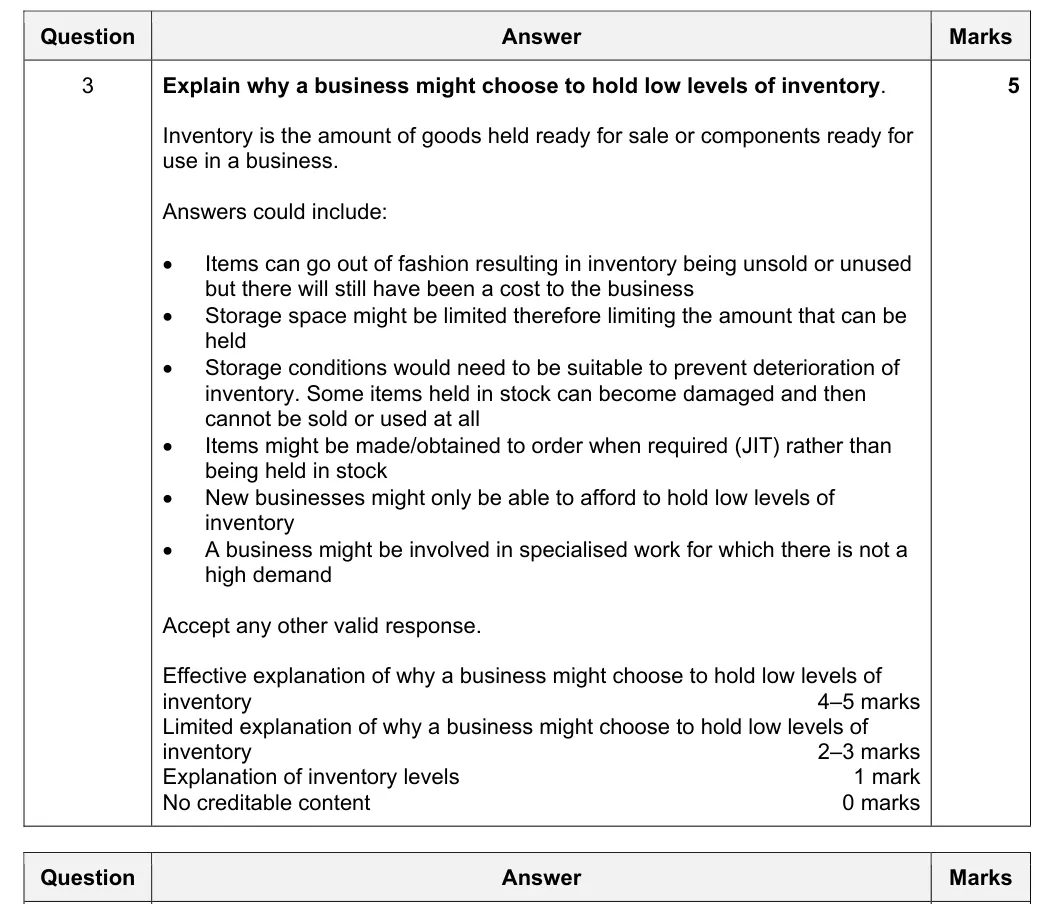 Question Answer Marks
3 Explain why a business might choose to hold low levels of inventory. 5
Inventory is the amount of goods held ready for sale or components ready for
use in a business.
Answers could include:
• Items can go out of fashion resulting in inventory being unsold or unused
but there will still have been a cost to the business
• Storage space might be limited therefore limiting the amount that can be
held
• Storage conditions would need to be suitable to prevent deterioration of
inventory. Some items held in stock can become damaged and then
cannot be sold or used at all
• Items might be made/obtained to order when required (JIT) rather than
being held in stock
• New businesses might only be able to afford to hold low levels of
inventory
• A business might be involved in specialised work for which there is not a
high demand
Accept any other valid response.
Effective explanation of why a business might choose to hold low levels of
inventory 4–5 marks
Limited explanation of why a business might choose to hold low levels of
inventory 2–3 marks
Explanation of inventory levels 1 mark
No creditable content 0 marks
Question Answer Marks